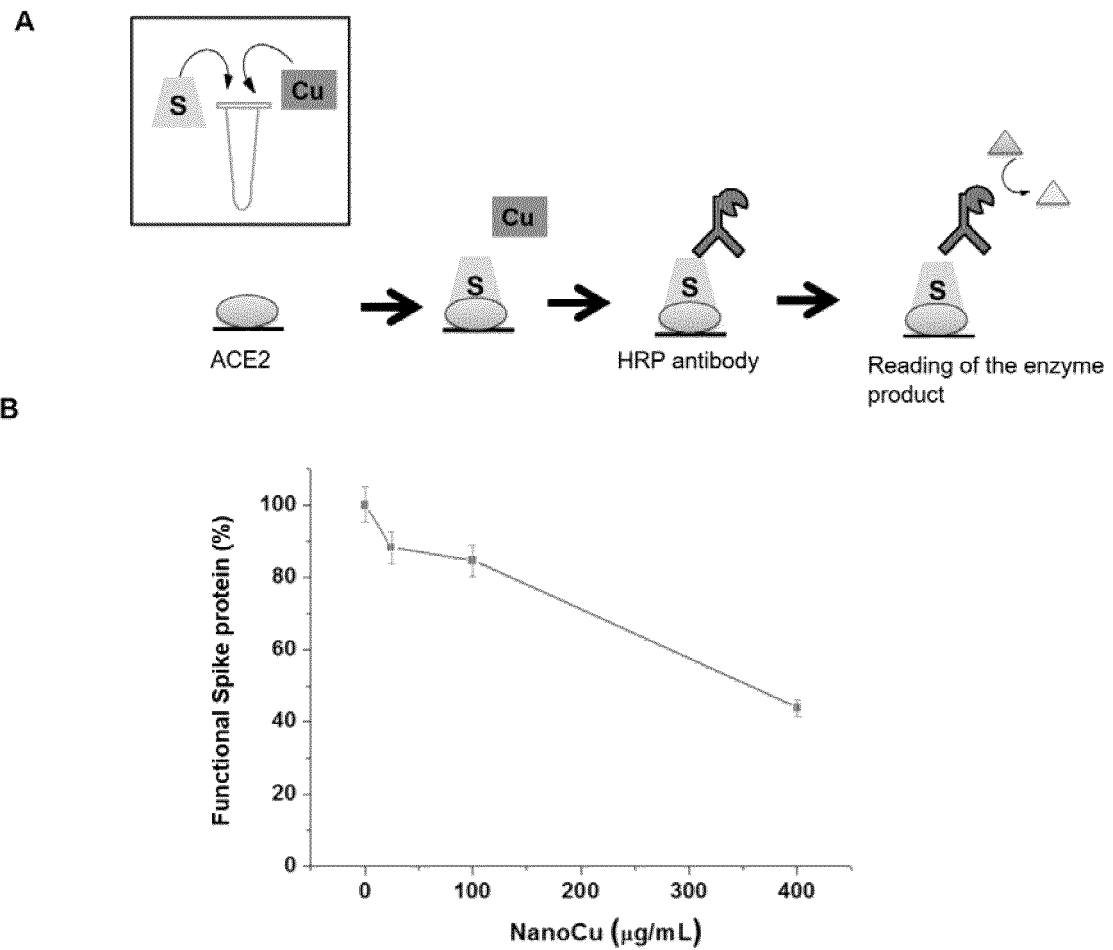 A
S
Cu
Cu
S
S
S
ACE2
HRP antibody
Reading of the enzyme
product
B
Functional Spike protein (%)
100
80
60
40
20
0
0 100 200 300 400
NanoCu (µg/mL)